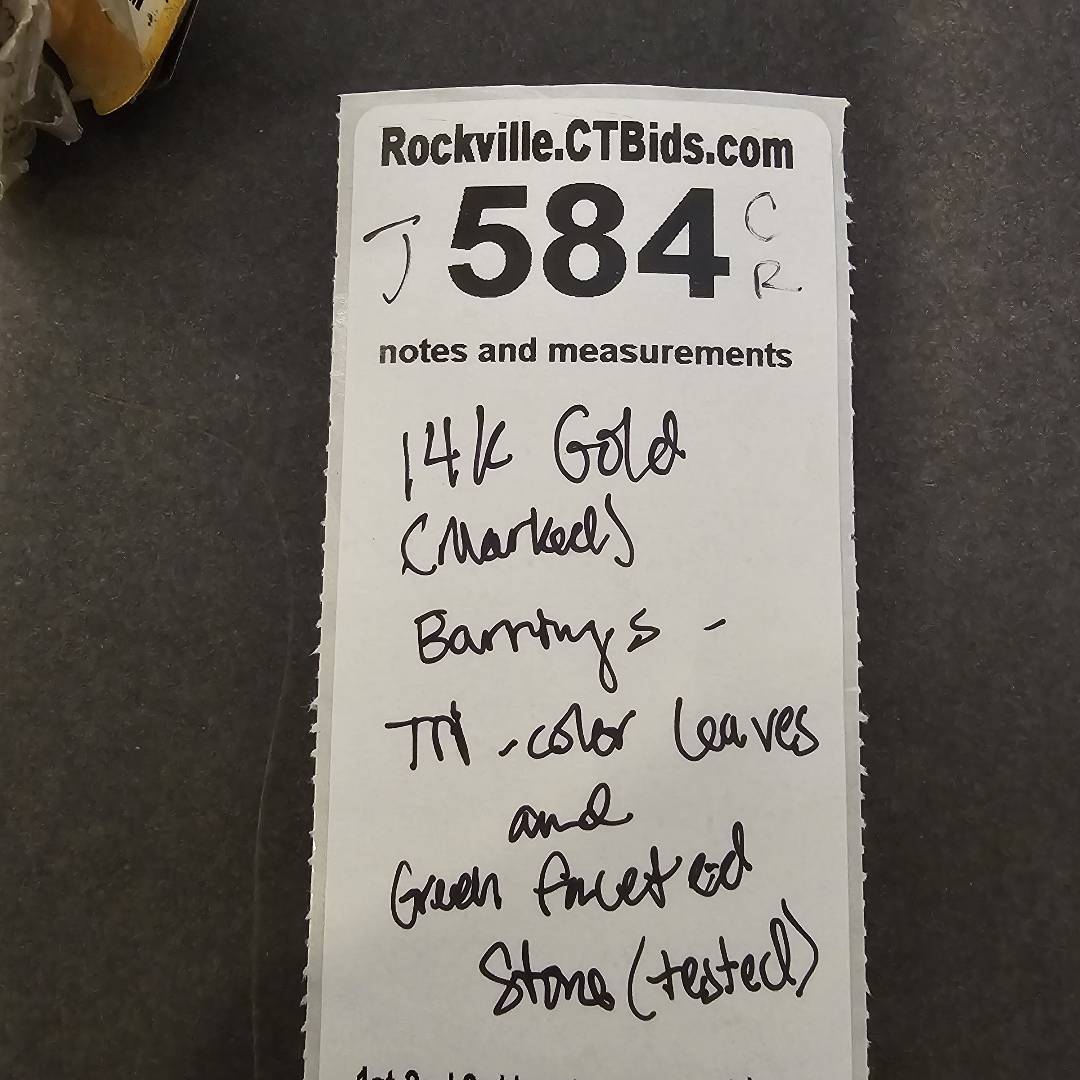 Rockville.CTBids.com
J 584 C R
notes and measurements
14k Gold
(Marked)
Earrings -
Tri-color leaves
and
Green faceted
Stone (tested)